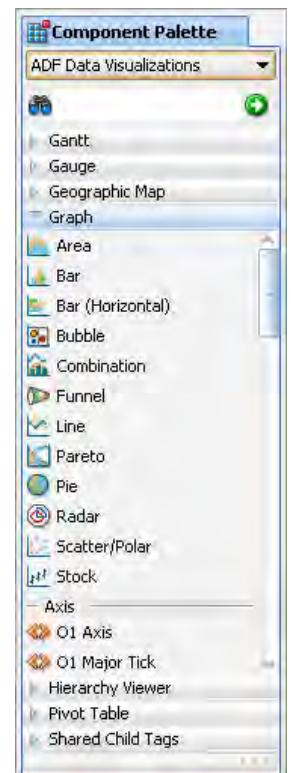 Component Palette
ADF Data Visualizations
Gantt
Gauge
Geographic Map
Graph
Area
Bar
Bar (Horizontal)
Bubble
Combination
Funnel
Line
Pareto
Pie
Radar
Scatter/Polar
Stock
Axis
O1 Axis
O1 Major Tick
Hierarchy Viewer
Pivot Table
Shared Child Tags